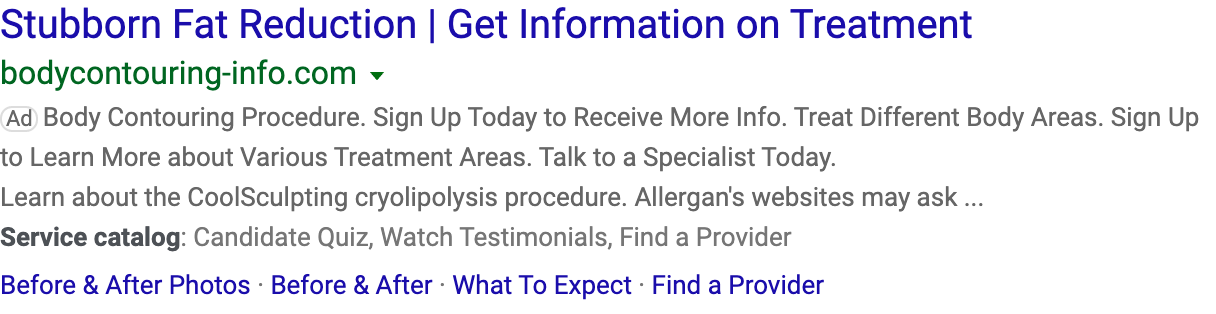 Stubborn Fat Reduction | Get Information on Treatment
bodycontouring-info.com
Ad Body Contouring Procedure. Sign Up Today to Receive More Info. Treat Different Body Areas. Sign Up
to Learn More about Various Treatment Areas. Talk to a Specialist Today.
Learn about the CoolSculpting cryolipolysis procedure. Allergan's websites may ask ...
Service catalog: Candidate Quiz, Watch Testimonials, Find a Provider
Before & After Photos · Before & After · What To Expect · Find a Provider